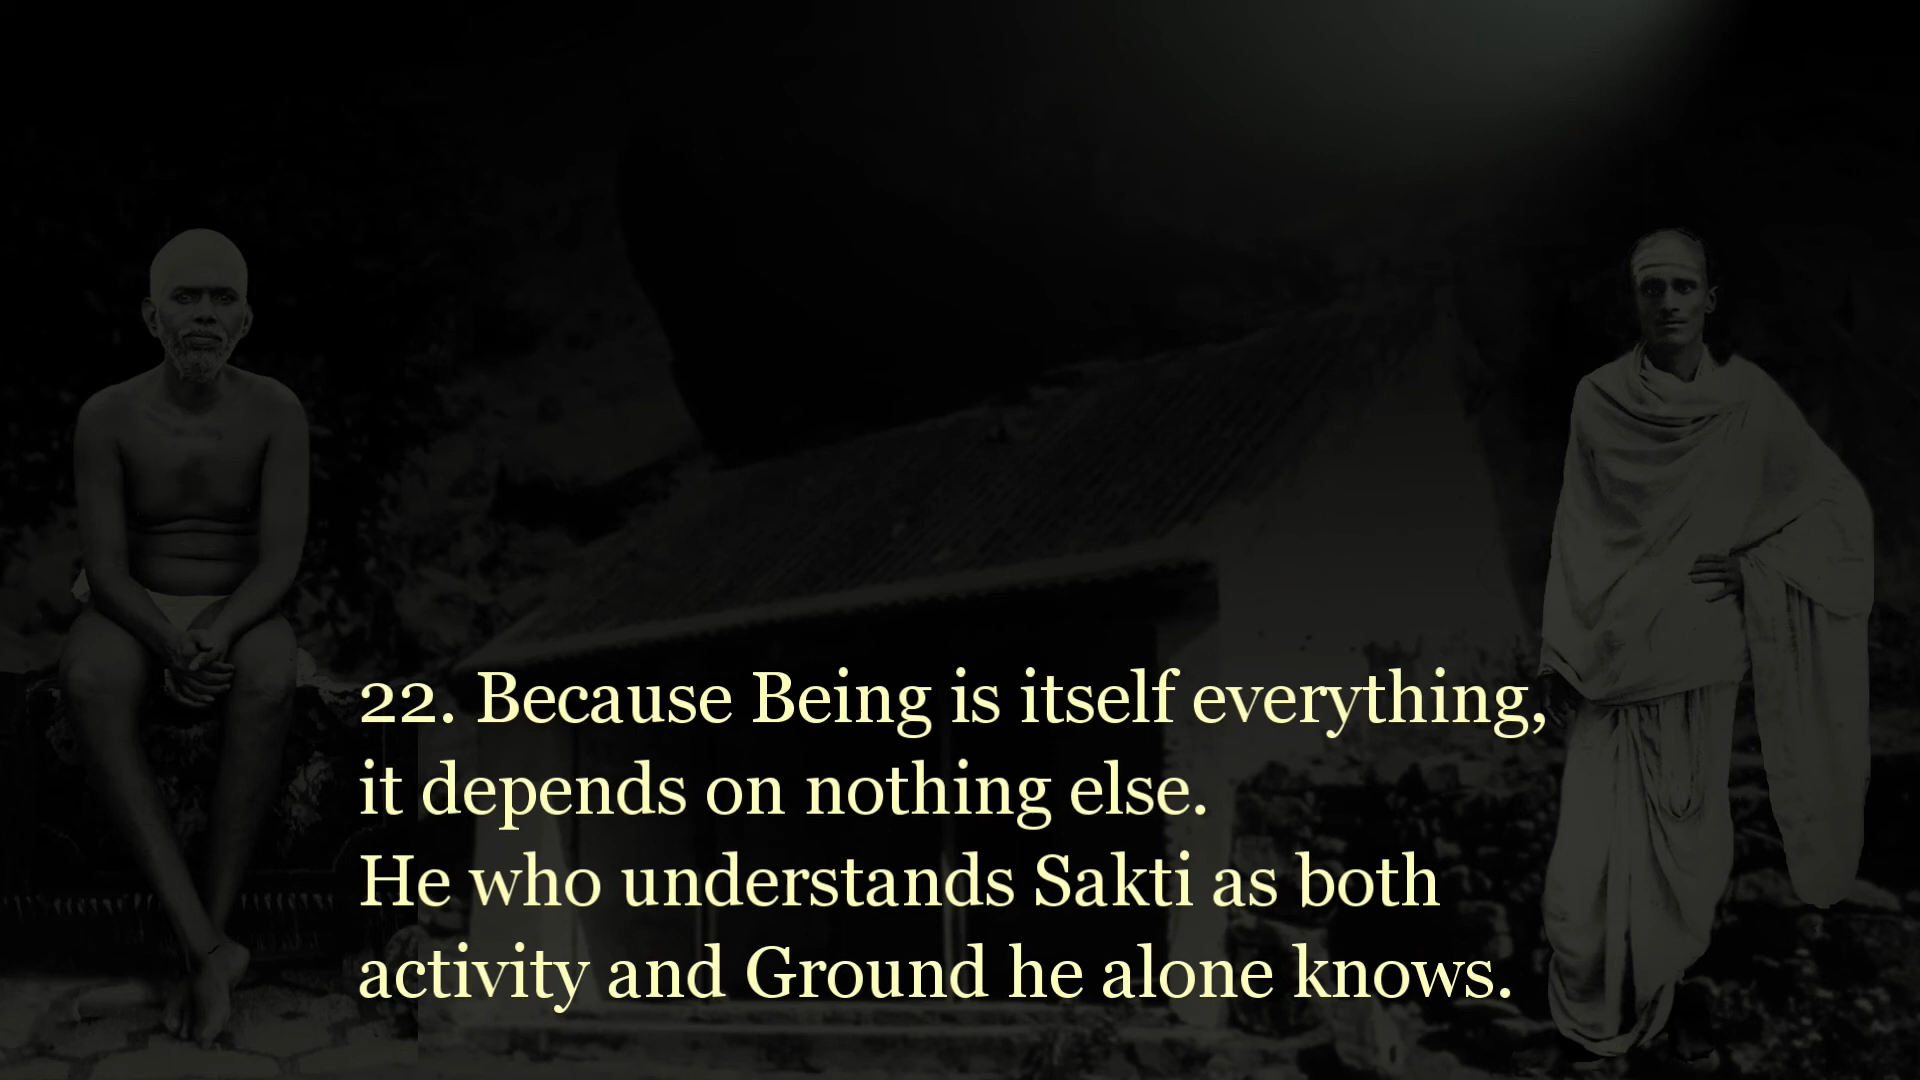 22. Because Being is itself everything,
it depends on nothing else.
He who understands Sakti as both
activity and Ground he alone knows.